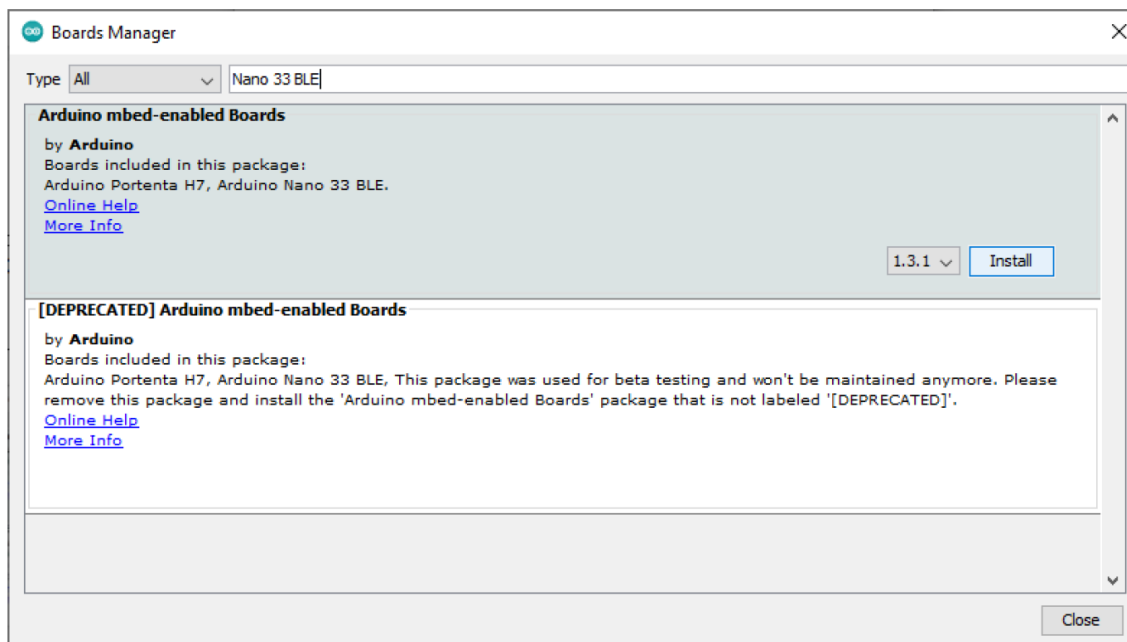 Boards Manager
Type All Nano 33 BLE
Arduino mbed-enabled Boards
by Arduino
Boards included in this package:
Arduino Portenta H7, Arduino Nano 33 BLE.
Online Help
More Info
1.3.1 Install
[DEPRECATED] Arduino mbed-enabled Boards
by Arduino
Boards included in this package:
Arduino Portenta H7, Arduino Nano 33 BLE, This package was used for beta testing and won't be maintained anymore. Please
remove this package and install the 'Arduino mbed-enabled Boards' package that is not labeled '[DEPRECATED]'.
Online Help
More Info
Close